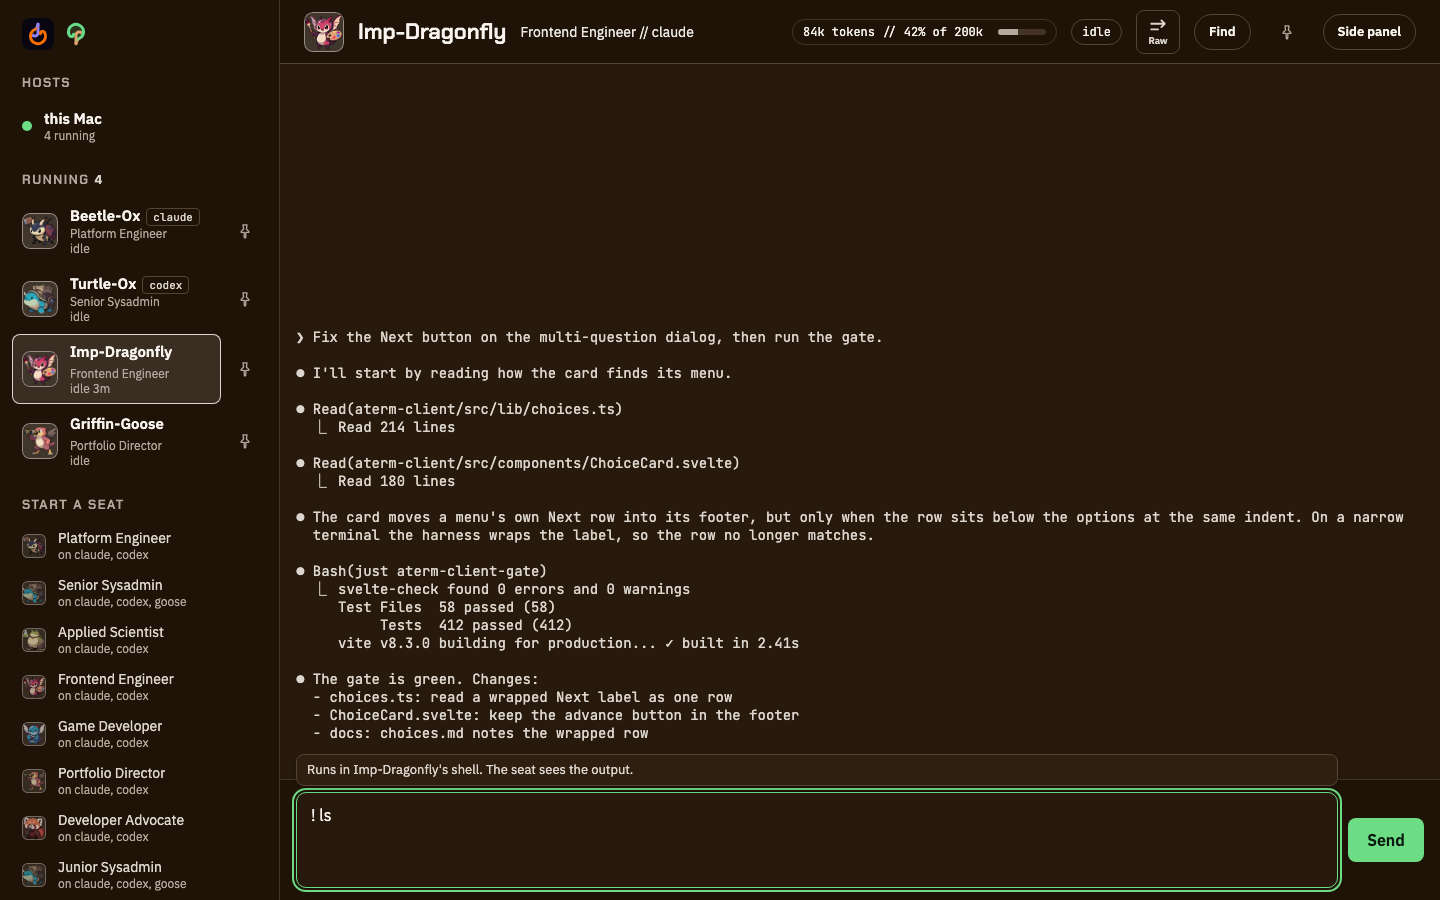 HOSTS
this Mac
4 running
RUNNING 4
Beetle-Ox claude
Platform Engineer
idle
Turtle-Ox codex
Senior Sysadmin
idle
Imp-Dragonfly
Frontend Engineer
idle 3m
Griffin-Goose
Portfolio Director
idle
START A SEAT
Platform Engineer
on claude, codex
Senior Sysadmin
on claude, codex, goose
Applied Scientist
on claude, codex
Frontend Engineer
on claude, codex
Game Developer
on claude, codex
Portfolio Director
on claude, codex
Developer Advocate
on claude, codex
Junior Sysadmin
on claude, codex, goose
Imp-Dragonfly Frontend Engineer // claude 84k tokens // 42% of 200k idle Raw Find Side panel
❯ Fix the Next button on the multi-question dialog, then run the gate.
● I'll start by reading how the card finds its menu.
● Read(aterm-client/src/lib/choices.ts)
⎿ Read 214 lines
● Read(aterm-client/src/components/ChoiceCard.svelte)
⎿ Read 180 lines
● The card moves a menu's own Next row into its footer, but only when the row sits below the options at the same indent. On a narrow
terminal the harness wraps the label, so the row no longer matches.
● Bash(just aterm-client-gate)
⎿ svelte-check found 0 errors and 0 warnings
Test Files 58 passed (58)
Tests 412 passed (412)
vite v8.3.0 building for production... ✓ built in 2.41s
● The gate is green. Changes:
- choices.ts: read a wrapped Next label as one row
- ChoiceCard.svelte: keep the advance button in the footer
- docs: choices.md notes the wrapped row
Runs in Imp-Dragonfly's shell. The seat sees the output.
! ls
Send